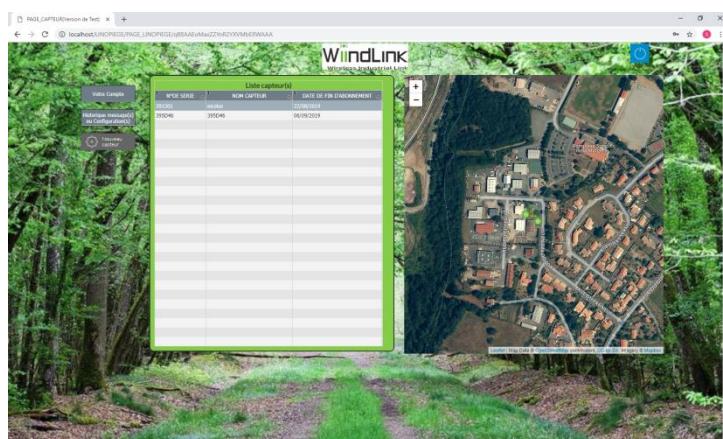 PAGE_CAPTEUR(Version de Test)
localhost/LINOPIEGE/PAGE_LINOPIEGE/
WiindLink
Wireless Industrial Link
Votre Compte
Historique message(s)
ou Configuration(s)
Nouveau
capteur
Liste capteur(s)
N°DE SERIE NOM CAPTEUR DATE DE FIN D'ABONNEMENT
22/08/2019
395D46 395D46 06/09/2019
+
−
Leaflet | Map Data © OpenStreetMap contributors, CC-BY-SA, Imagery © Mapbox